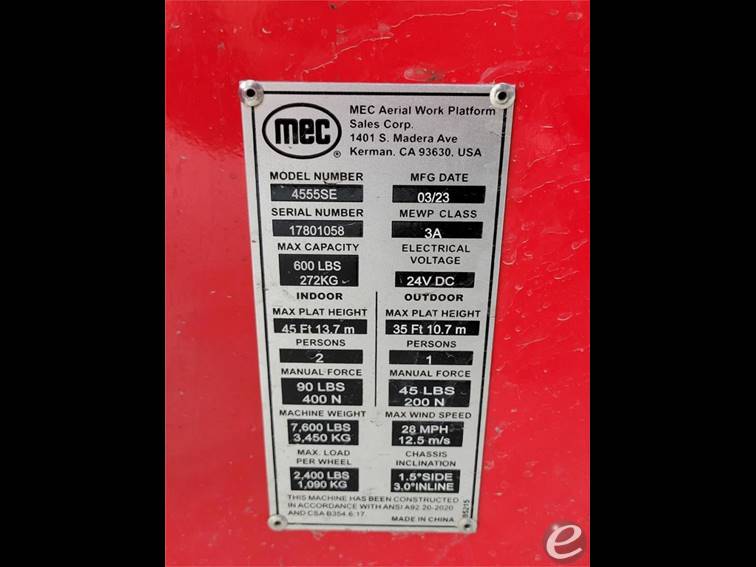 mec ®
MEC Aerial Work Platform
Sales Corp.
1401 S. Madera Ave
Kerman, CA 93630, USA
MODEL NUMBER MFG DATE
4555SE 03/23
SERIAL NUMBER MEWP CLASS
17801058 3A
MAX CAPACITY ELECTRICAL
VOLTAGE
600 LBS
272KG 24V DC
INDOOR OUTDOOR
MAX PLAT HEIGHT MAX PLAT HEIGHT
45 Ft 13.7 m 35 Ft 10.7 m
PERSONS PERSONS
2 1
MANUAL FORCE MANUAL FORCE
90 LBS 45 LBS
400 N 200 N
MACHINE WEIGHT MAX WIND SPEED
7,600 LBS 28 MPH
3,450 KG 12.5 m/s
MAX. LOAD CHASSIS
PER WHEEL INCLINATION
2,400 LBS 1.5°SIDE
1,090 KG 3.0°INLINE
THIS MACHINE HAS BEEN CONSTRUCTED
IN ACCORDANCE WITH ANSI A92.20-2020
AND CSA B354.6:17. MADE IN CHINA
95215
e